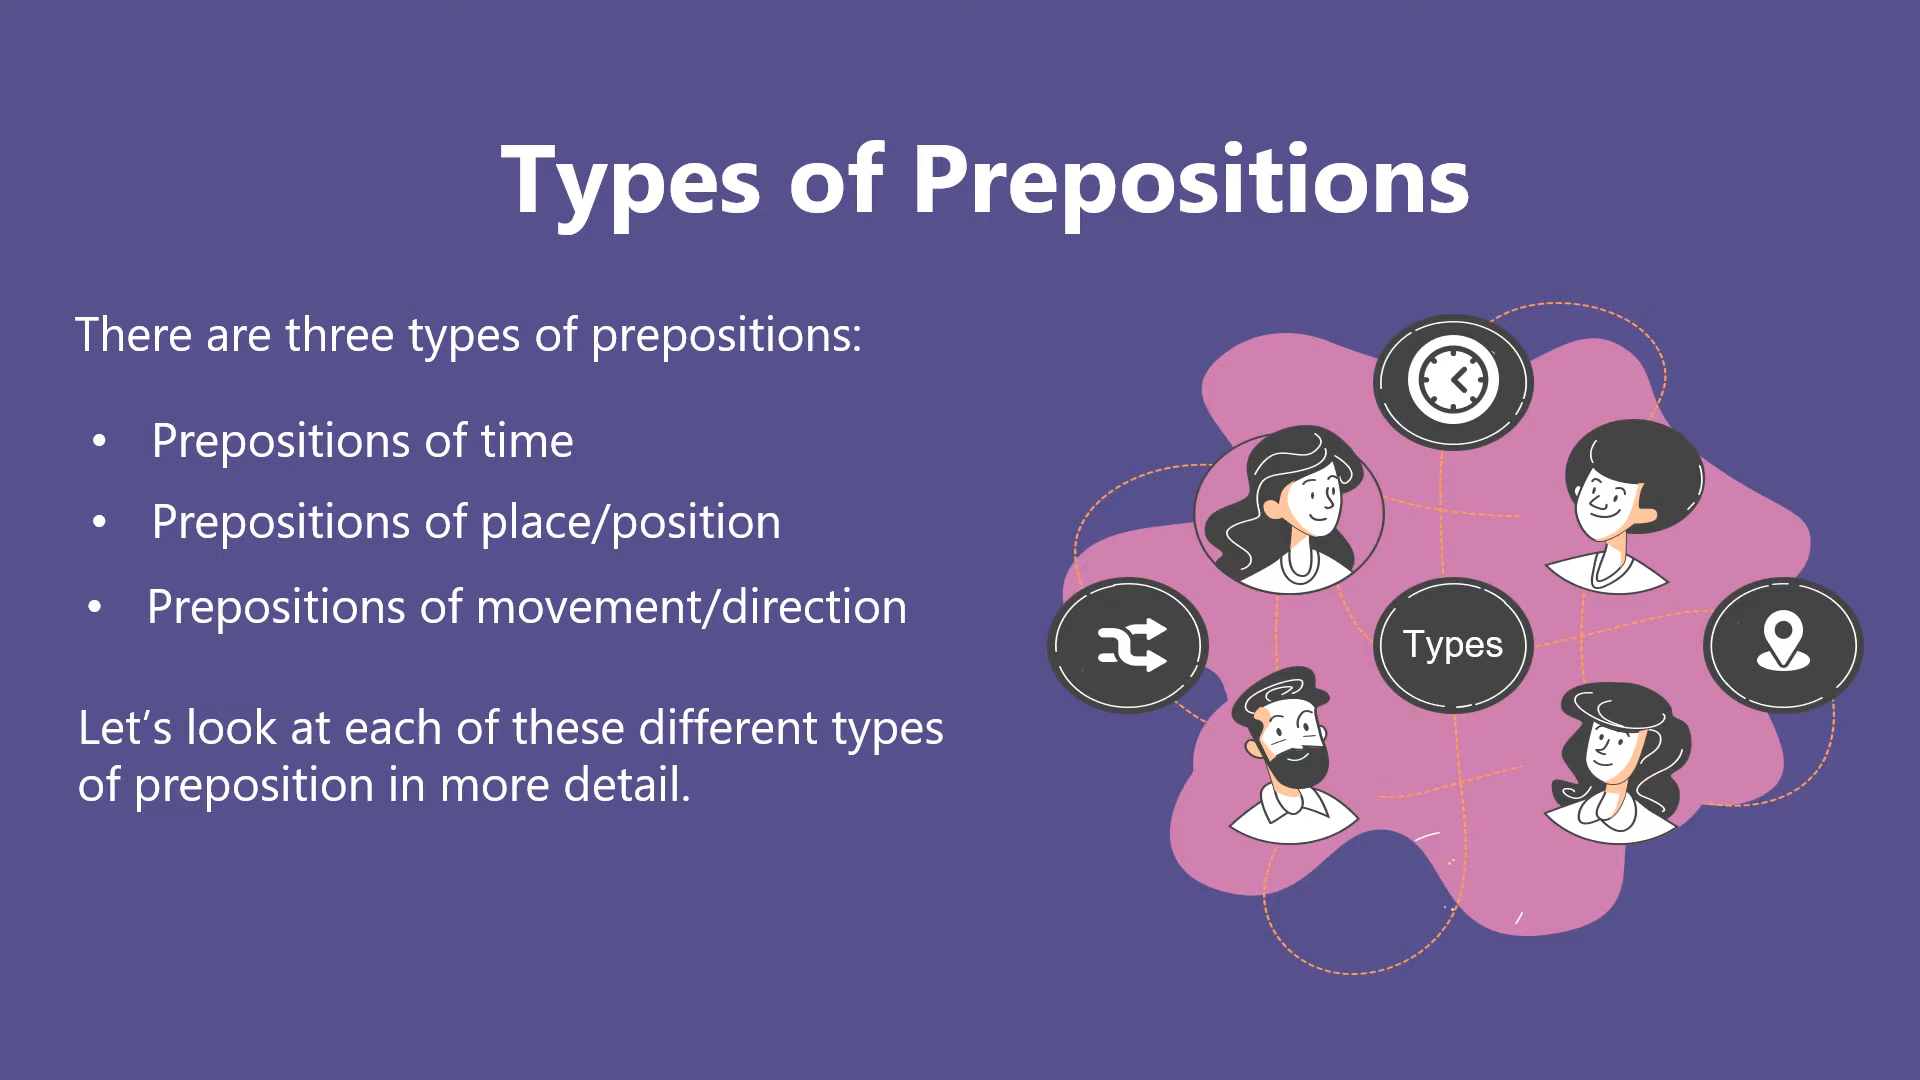 Types of Prepositions
There are three types of prepositions:
• Prepositions of time
• Prepositions of place/position
• Prepositions of movement/direction
Let’s look at each of these different types
of preposition in more detail.
Types